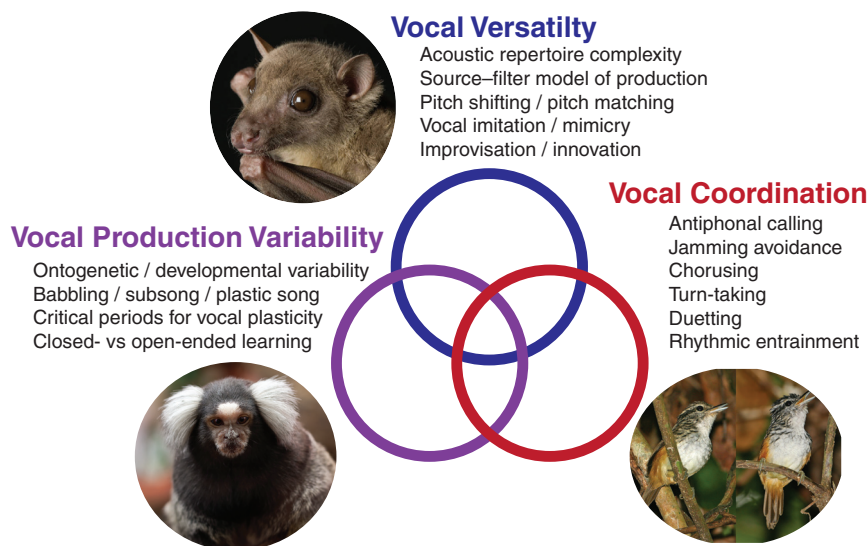 Vocal Versatilty
Acoustic repertoire complexity
Source–filter model of production
Pitch shifting / pitch matching
Vocal imitation / mimicry
Improvisation / innovation
Vocal Coordination
Antiphonal calling
Jamming avoidance
Chorusing
Turn-taking
Duetting
Rhythmic entrainment
Vocal Production Variability
Ontogenetic / developmental variability
Babbling / subsong / plastic song
Critical periods for vocal plasticity
Closed- vs open-ended learning